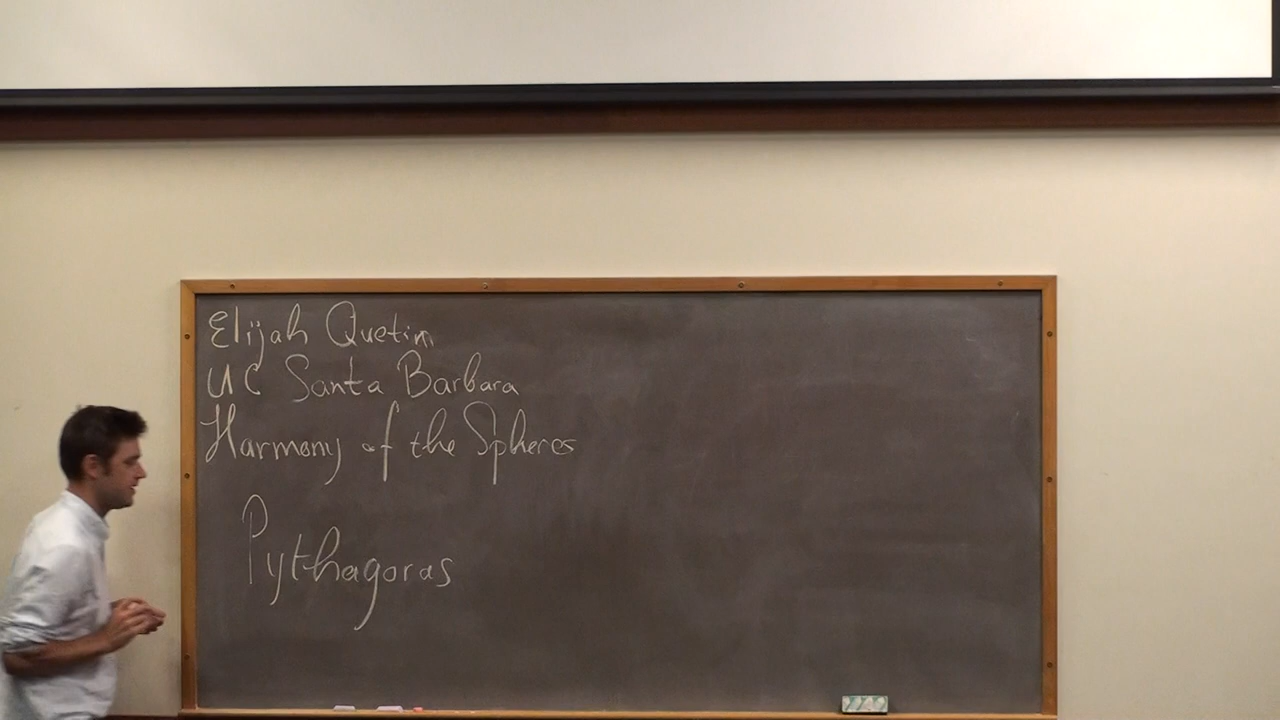 Elijah Quetin
UC Santa Barbara
Harmony of the Spheres
Pythagoras